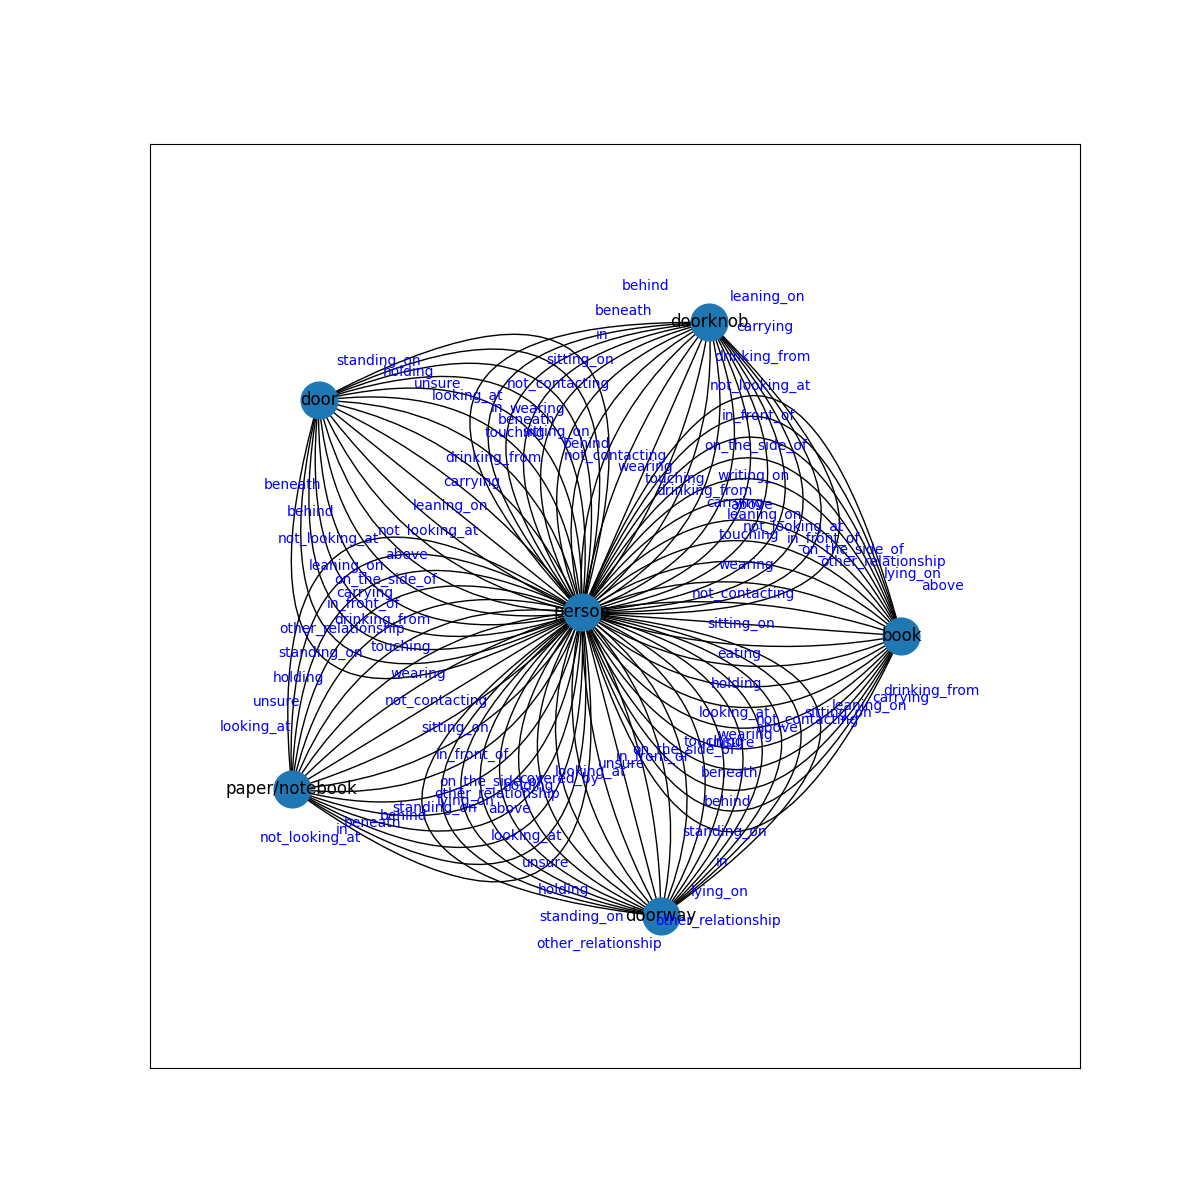 behind
leaning_on
beneath
doorknob
carrying
in
drinking_from
standing_on
sitting_on
holding
unsure
not_contacting
not_looking_at
looking_at
door
in
wearing
in_front_of
beneath
touching
sitting_on
behind
on_the_side_of
not_contacting
drinking_from
wearing
writing_on
touching
carrying
beneath
drinking_from
leaning_on
carrying
above
behind
leaning_on
not_looking_at
not_looking_at
touching
in_front_of
not_looking_at
on_the_side_of
above
other_relationship
leaning_on
wearing
lying_on
on_the_side_of
above
carrying
not_contacting
in_front_of
person
drinking_from
sitting_on
other_relationship
book
touching
standing_on
eating
wearing
holding
holding
drinking_from
unsure
not_contacting
carrying
leaning_on
looking_at
sitting_on
looking_at
sitting_on
not_contacting
above
wearing
touching
unsure
on_the_side_of
in_front_of
in_front_of
unsure
looking_at
beneath
covered_by
on_the_side_of
holding
paper/notebook
other_relationship
lying_on
behind
standing_on
above
behind
beneath
in
standing_on
not_looking_at
looking_at
unsure
in
holding
lying_on
standing_on
doorway
other_relationship
other_relationship